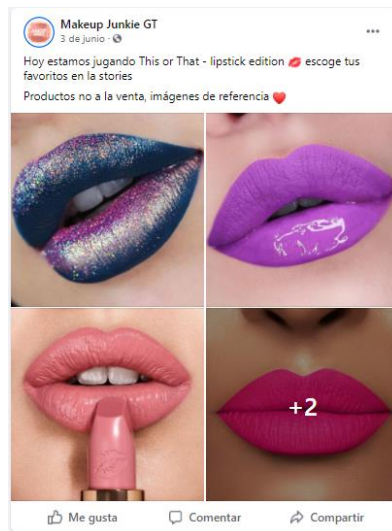 Makeup Junkie GT
3 de junio ·
Hoy estamos jugando This or That - lipstick edition 💋 escoge tus
favoritos en la stories
Productos no a la venta, imágenes de referencia ❤️
+2
Me gusta
Comentar
Compartir